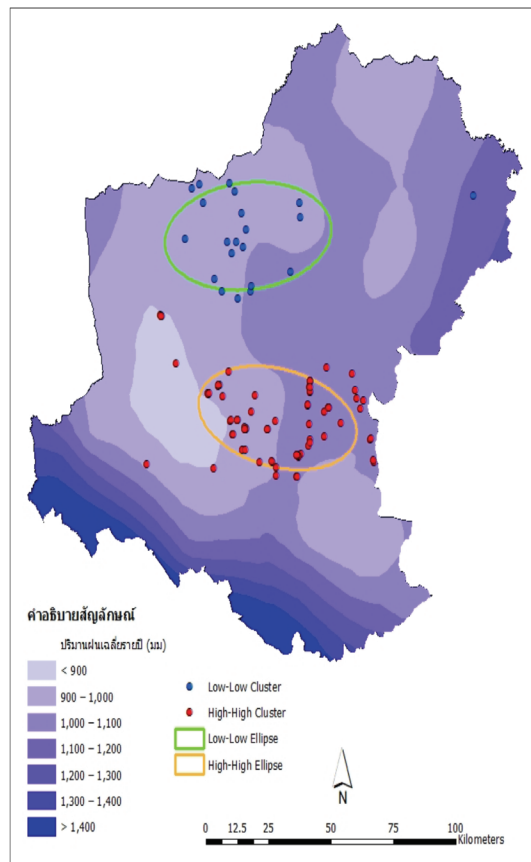 คำอธิบายสัญลักษณ์
ปริมาณฝนเฉลี่ยรายปี (มม)
< 900
900 – 1,000
1,000 – 1,100
1,100 – 1,200
1,200 – 1,300
1,300 – 1,400
> 1,400
Low-Low Cluster
High-High Cluster
Low-Low Ellipse
High-High Ellipse
N
0 12.5 25 50 75 100
Kilometers